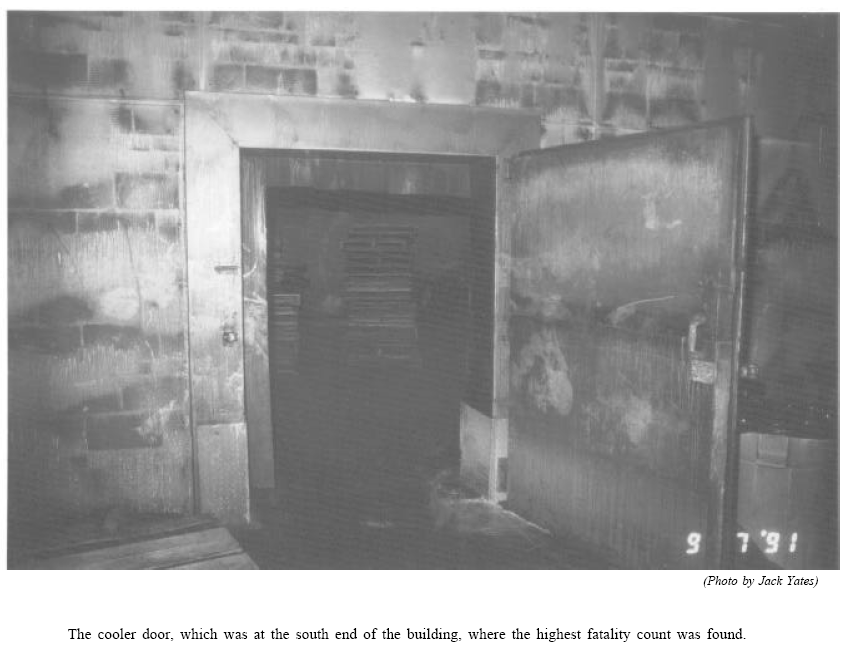 9 7 '91
(Photo by Jack Yates)
The cooler door, which was at the south end of the building, where the highest fatality count was found.